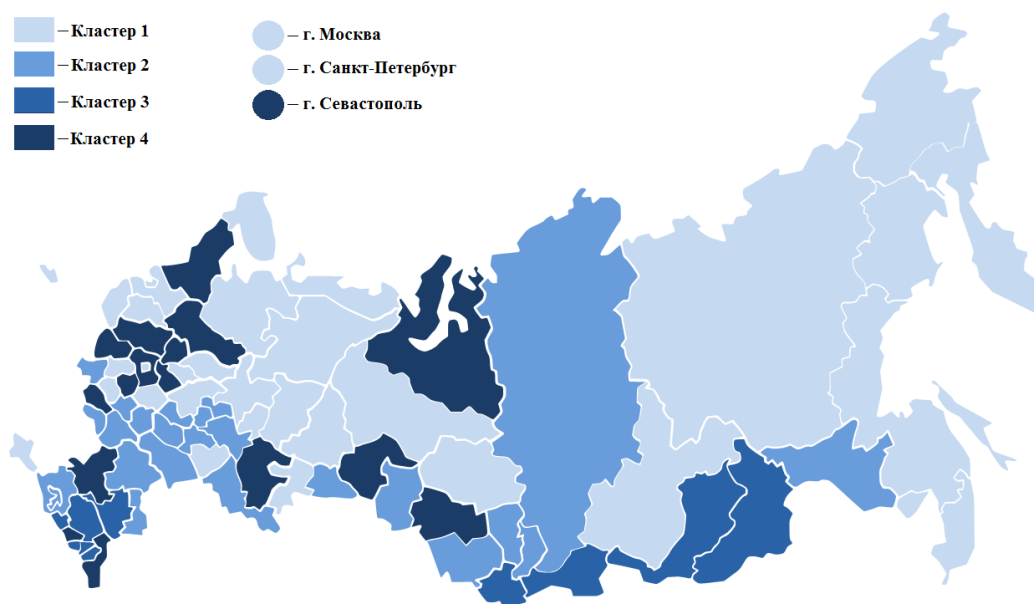 – Кластер 1
– Кластер 2
– Кластер 3
– Кластер 4
– г. Москва
– г. Санкт-Петербург
– г. Севастополь